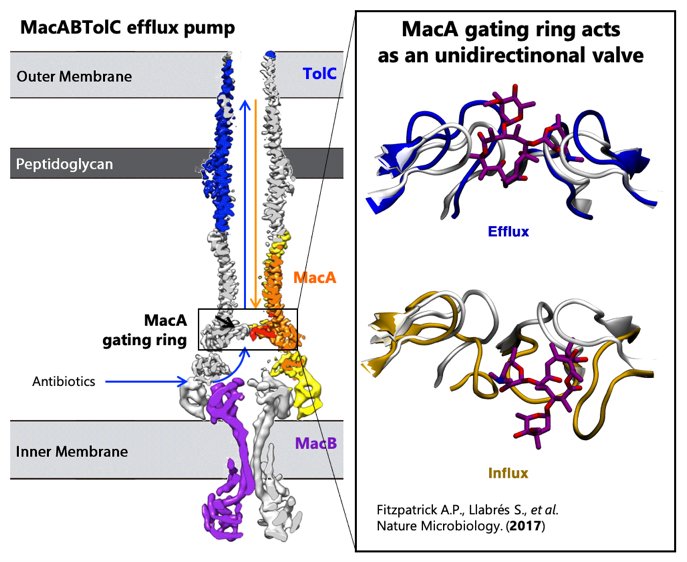 MacABTolC efflux pump
Outer Membrane
TolC
Peptidoglycan
MacA
MacA
gating ring
Antibiotics
MacB
Inner Membrane
MacA gating ring acts
as an unidirectinonal valve
Efflux
Influx
Fitzpatrick A.P., Llabrés S., et al.
Nature Microbiology. (2017)